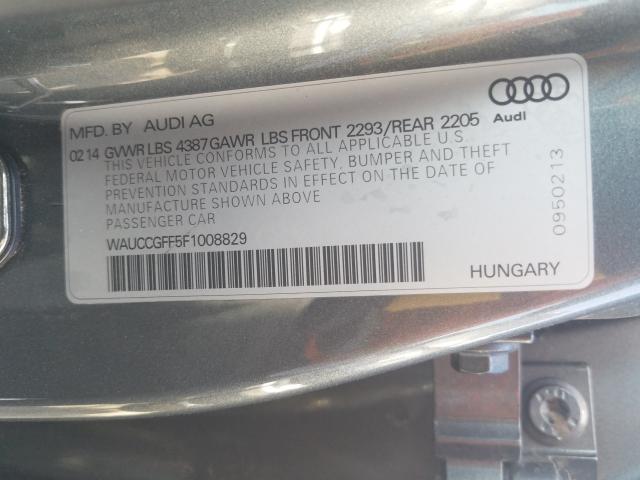 MFD. BY AUDI AG
Audi
02 14 GVWR LBS 4387 GAWR LBS FRONT 2293/REAR 2205
THIS VEHICLE CONFORMS TO ALL APPLICABLE U.S.
FEDERAL MOTOR VEHICLE SAFETY, BUMPER AND THEFT
PREVENTION STANDARDS IN EFFECT ON THE DATE OF
MANUFACTURE SHOWN ABOVE
PASSENGER CAR
WAUCCGFF5F1008829
HUNGARY
0950213